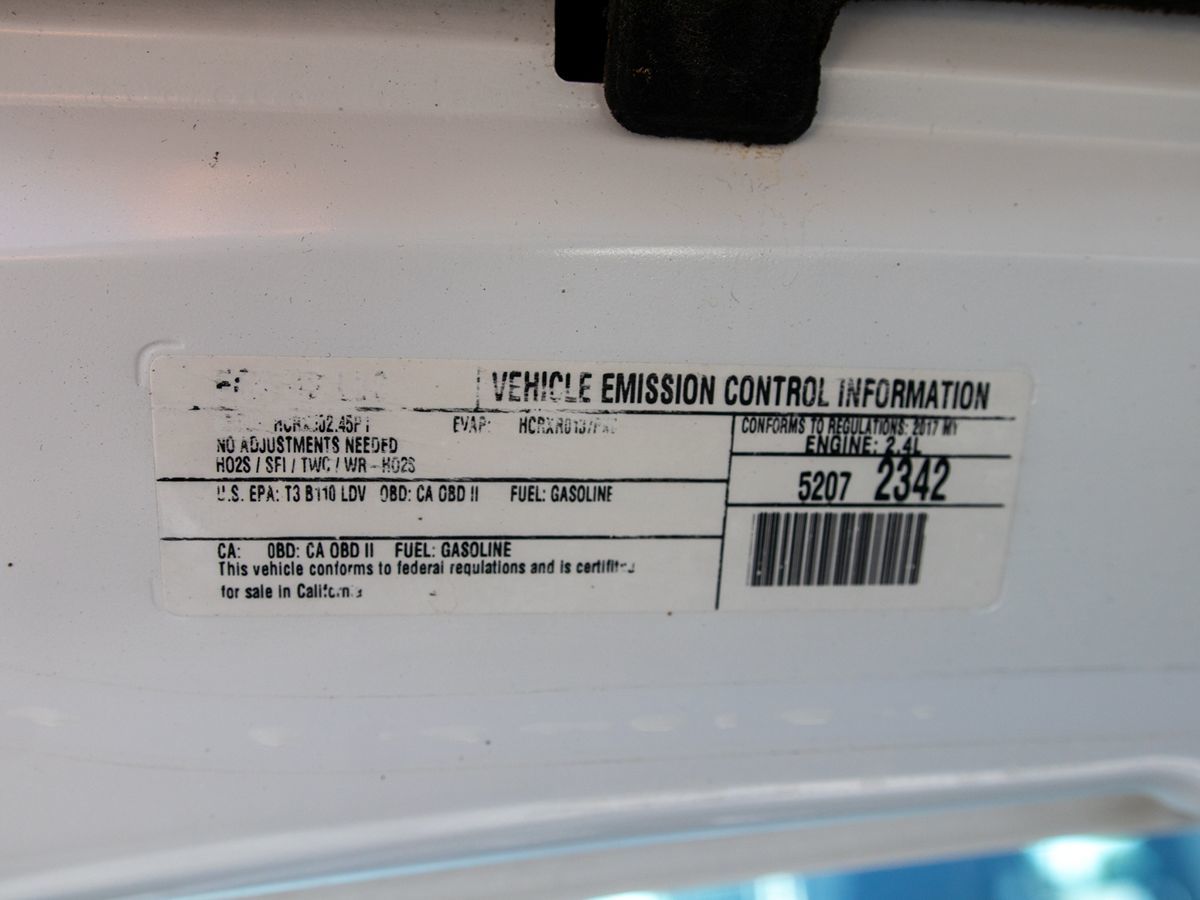 VEHICLE EMISSION CONTROL INFORMATION
EVAP:
NO ADJUSTMENTS NEEDED
HO2S / SFI / TWC / WR - HO2S
U.S. EPA: T3 B110 LDV OBD: CA OBD II FUEL: GASOLINE
CA: OBD: CA OBD II FUEL: GASOLINE
This vehicle conforms to federal regulations and is
for sale in California
CONFORMS TO REGULATIONS: 2017 MY
ENGINE: 2.4L
5207 2342